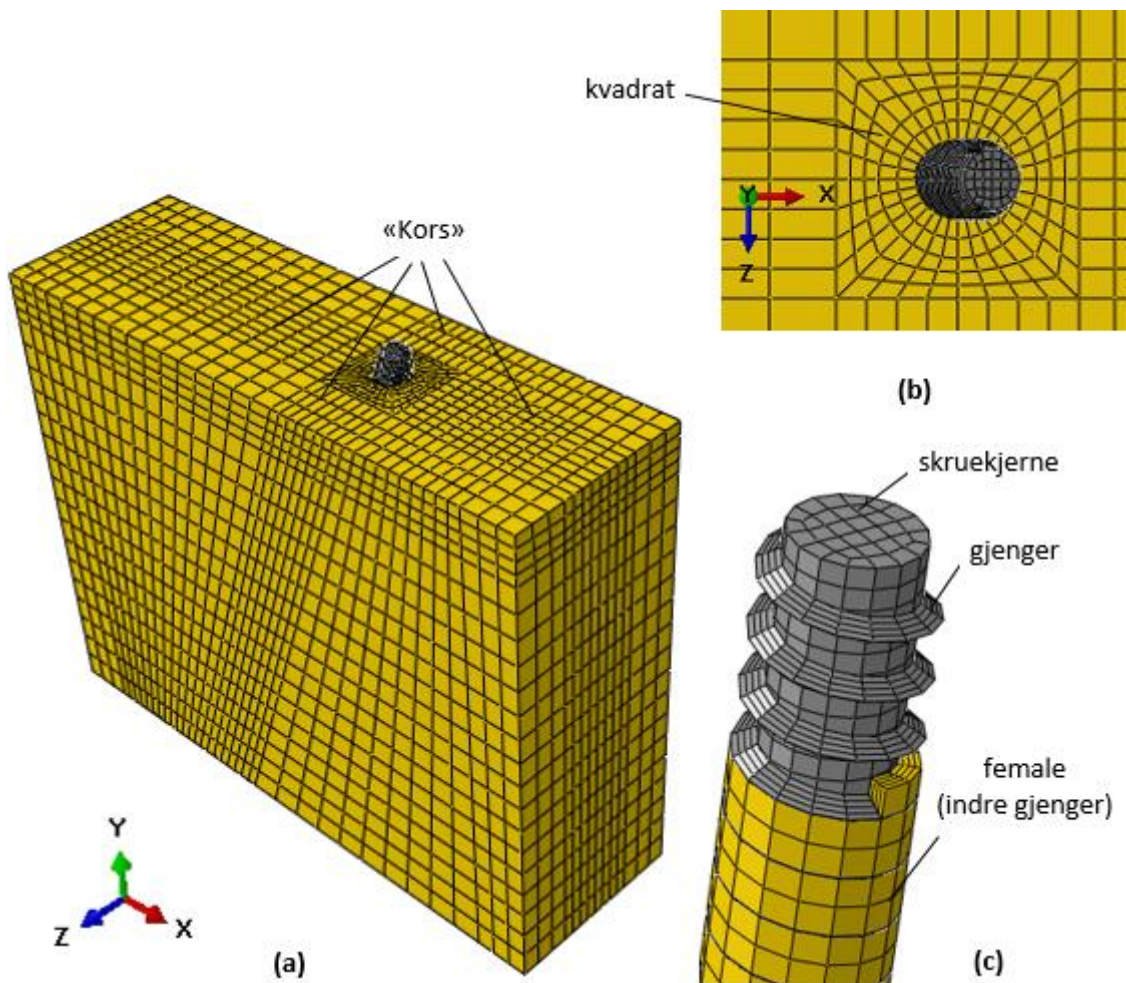 kvadrat
Y
X
Z
(b)
«Kors»
skruekjerne
gjenger
female
(indre gjenger)
Y
Z
X
(a)
(c)